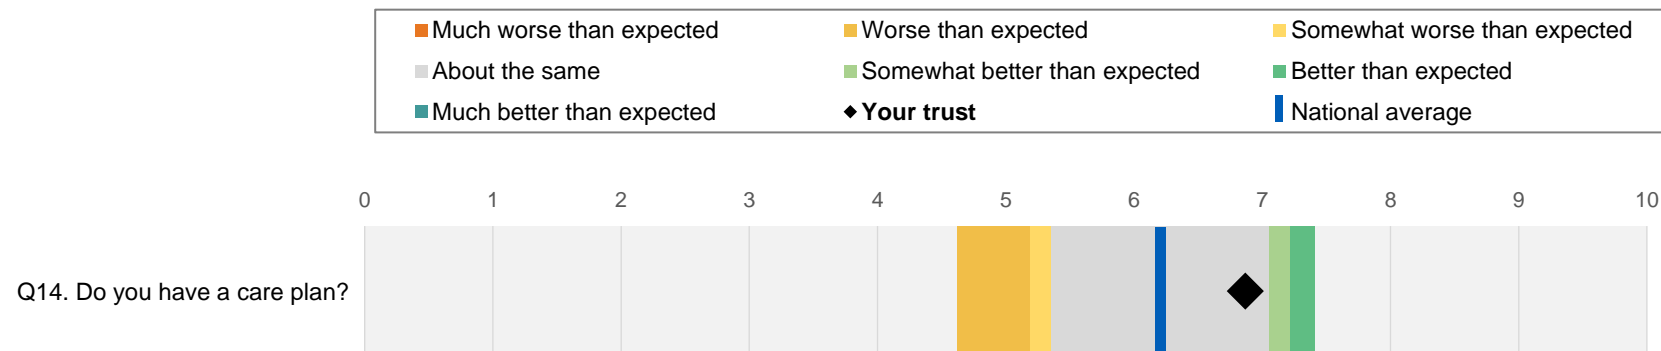 Much worse than expected
Worse than expected
Somewhat worse than expected
About the same
Somewhat better than expected
Better than expected
Much better than expected
Your trust
National average
0 1 2 3 4 5 6 7 8 9 10
Q14. Do you have a care plan?